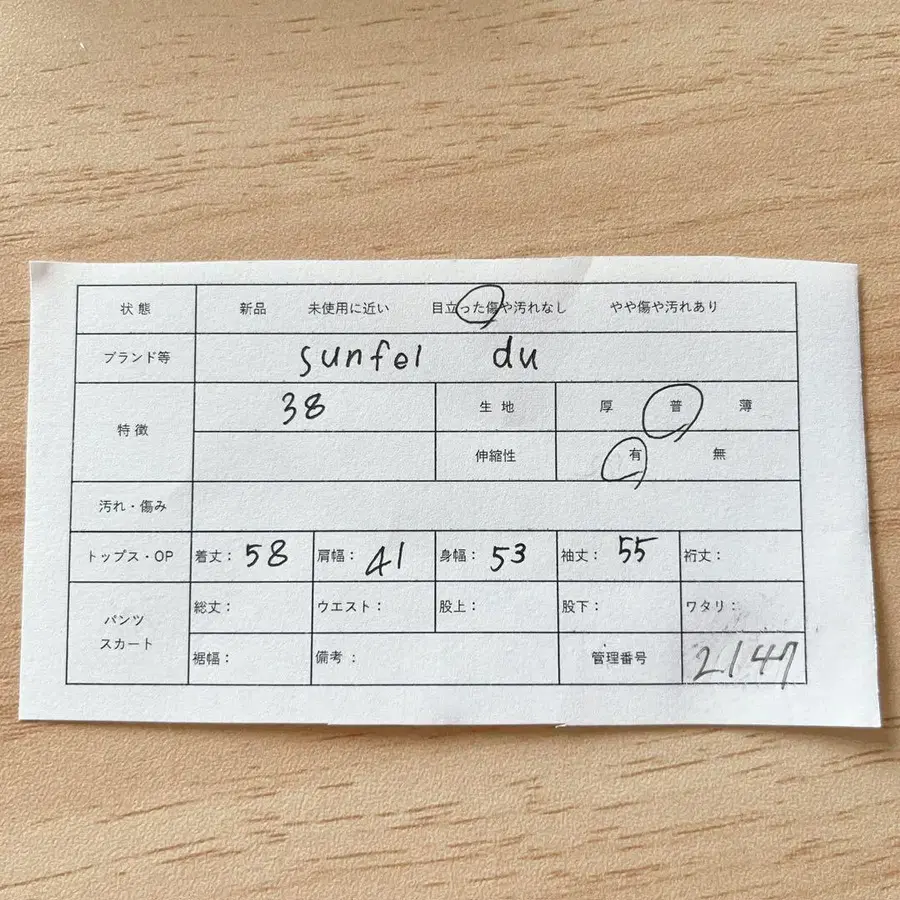 状態 新品 未使用に近い 目立った傷や汚れなし やや傷や汚れあり
ブランド等 sunfel du
特徴 38 生地 厚 普 薄
伸縮性 有 無
汚れ・傷み
トップス・OP 着丈：58 肩幅：41 身幅：53 袖丈：55 裄丈：
パンツ スカート 総丈： ウエスト： 股上： 股下： ワタリ：
裾幅： 備考： 管理番号 2147